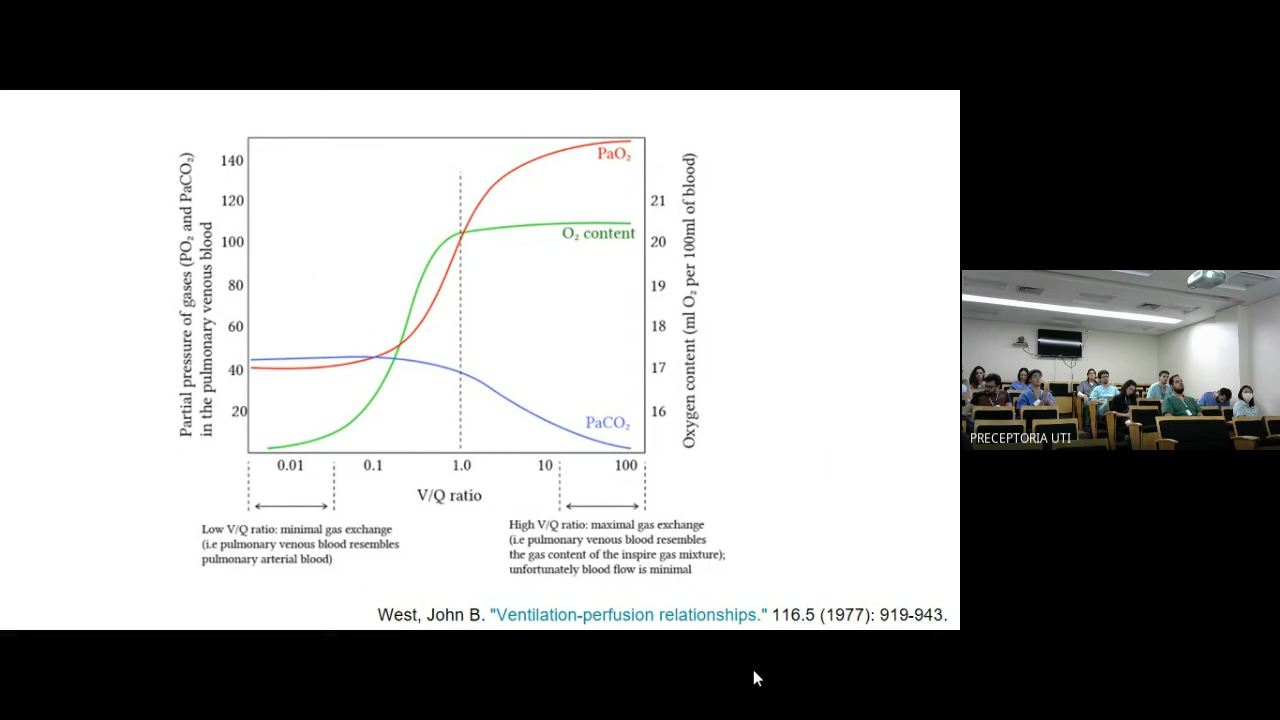 Partial pressure of gases (PO₂ and PaCO₂)
in the pulmonary venous blood
140
120
100
80
60
40
20
PaO₂
O₂ content
PaCO₂
21
20
19
18
17
16
Oxygen content (ml O₂ per 100ml of blood)
0.01 0.1 1.0 10 100
V/Q ratio
Low V/Q ratio: minimal gas exchange
(i.e pulmonary venous blood resembles
pulmonary arterial blood)
High V/Q ratio: maximal gas exchange
(i.e pulmonary venous blood resembles
the gas content of the inspire gas mixture);
unfortunately blood flow is minimal
West, John B. "Ventilation-perfusion relationships." 116.5 (1977): 919-943.
PRECEPTORIA UTI